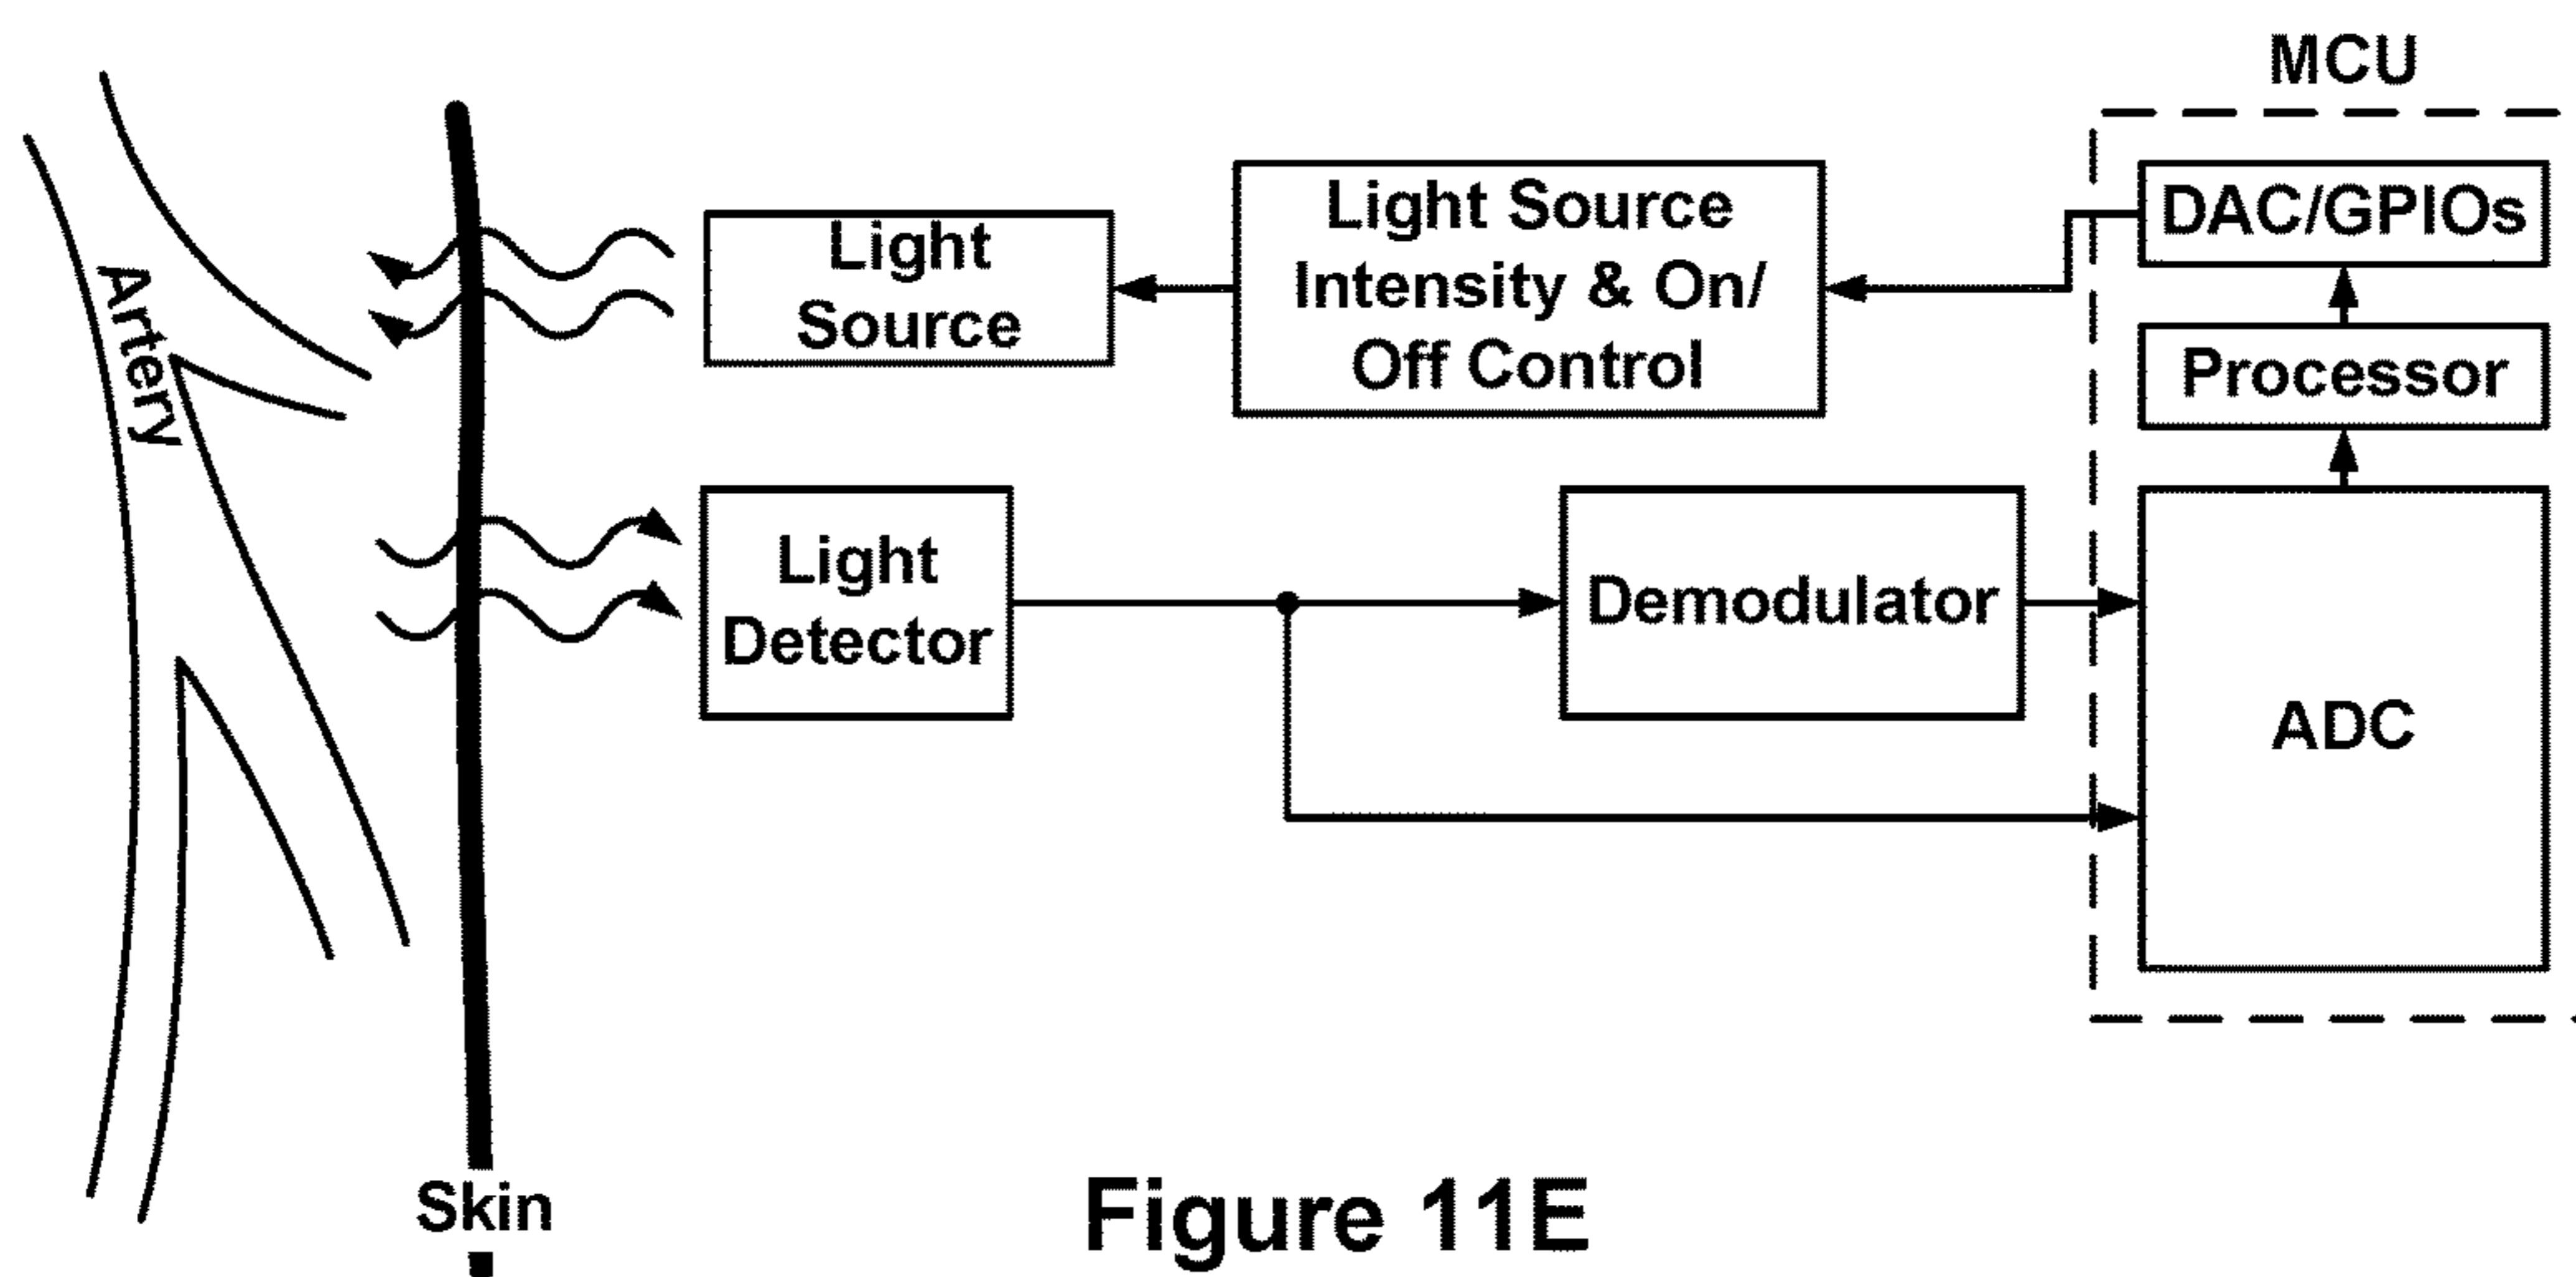 MCU
Light Source
Intensity & On/
Off Control
DAC/GPIOs
Light
Source
Artery
Processor
Light
Detector
Demodulator
ADC
Skin
Figure 11E